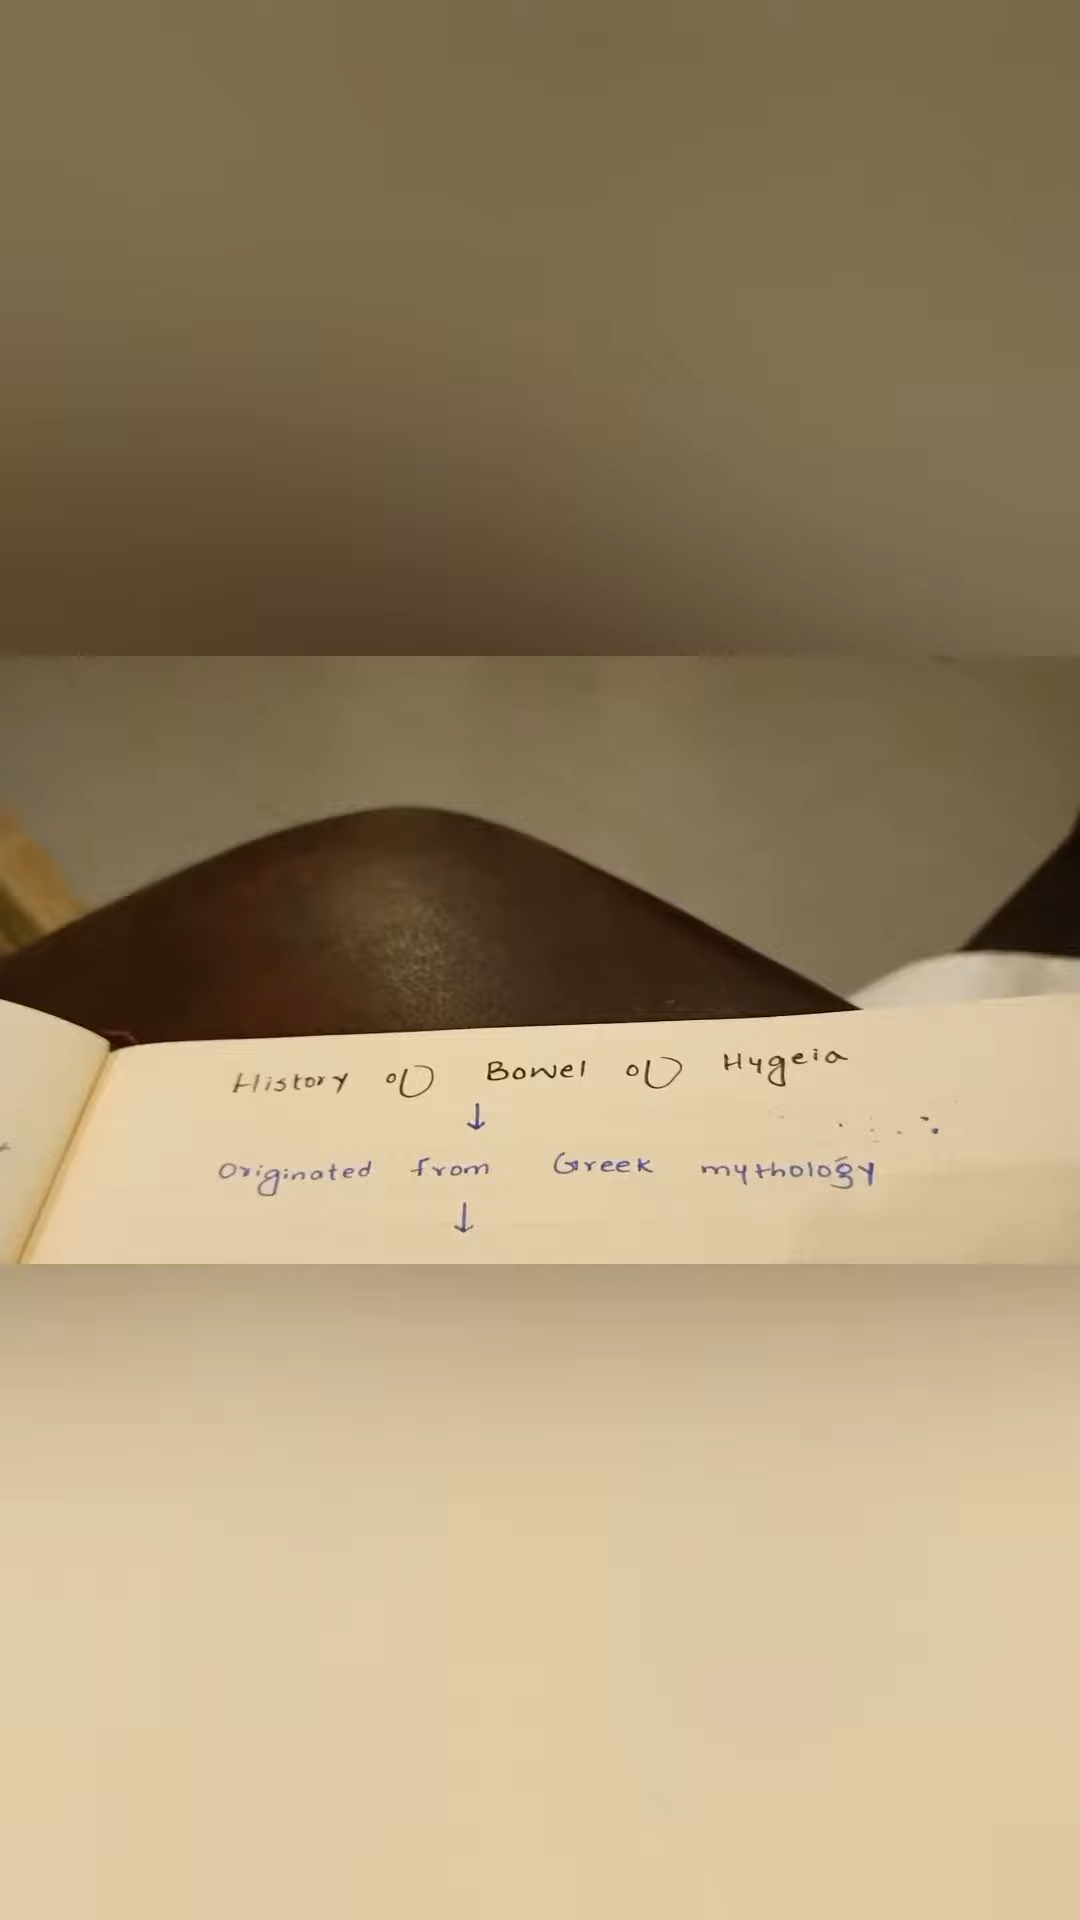 History of Bowel of Hygeia
↓
Originated from Greek mythology
↓